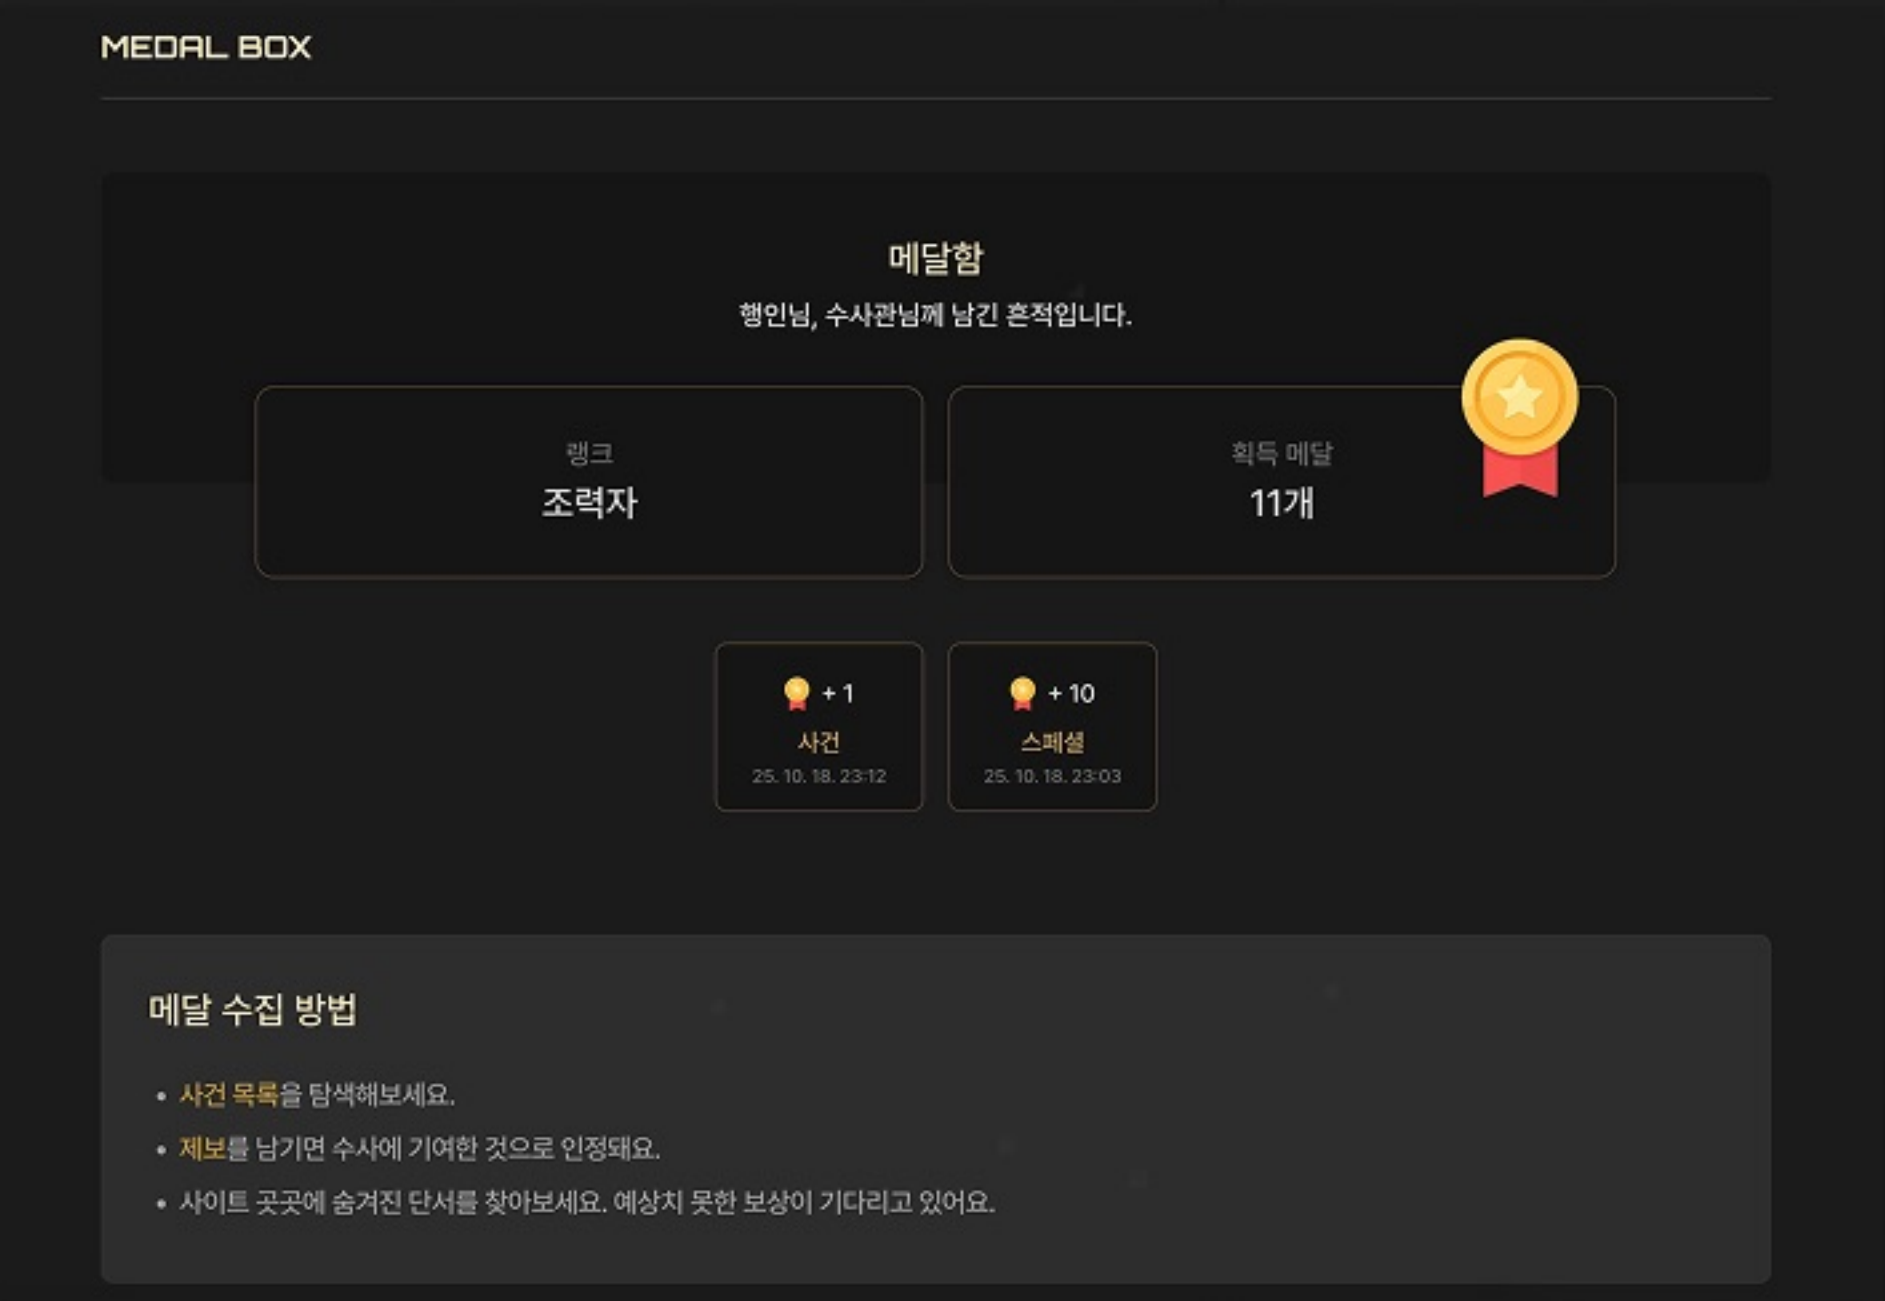 MEDAL BOX
메달함
행인님, 수사관님께 남긴 흔적입니다.
랭크
조력자
획득 메달
11개
+ 1
사건
25. 10. 18. 23:12
+ 10
스페셜
25. 10. 18. 23:03
메달 수집 방법
• 사건 목록을 탐색해보세요.
• 제보를 남기면 수사에 기여한 것으로 인정돼요.
• 사이트 곳곳에 숨겨진 단서를 찾아보세요. 예상치 못한 보상이 기다리고 있어요.